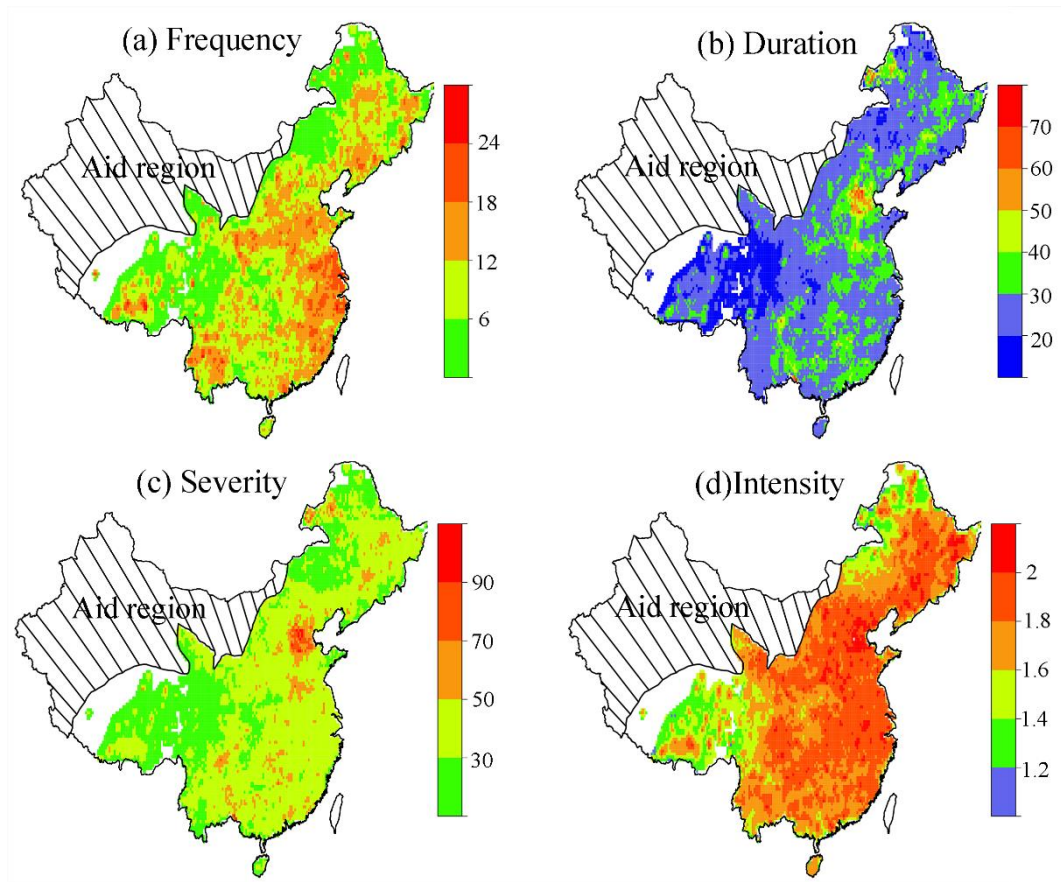 (a) Frequency
Aid region
24
18
12
6
(b) Duration
Aid region
70
60
50
40
30
20
(c) Severity
Aid region
90
70
50
30
(d)Intensity
Aid region
2
1.8
1.6
1.4
1.2